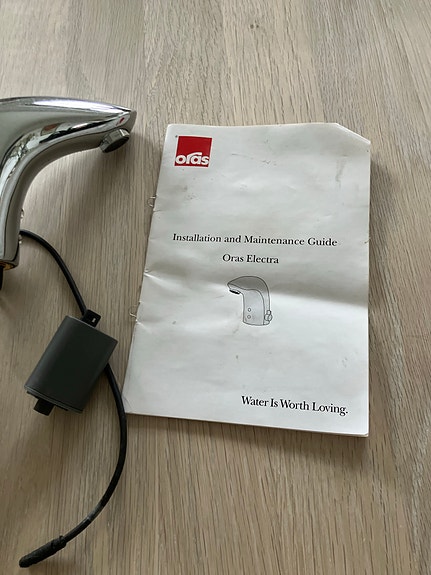 oras
Installation and Maintenance Guide
Oras Electra
Water Is Worth Loving.